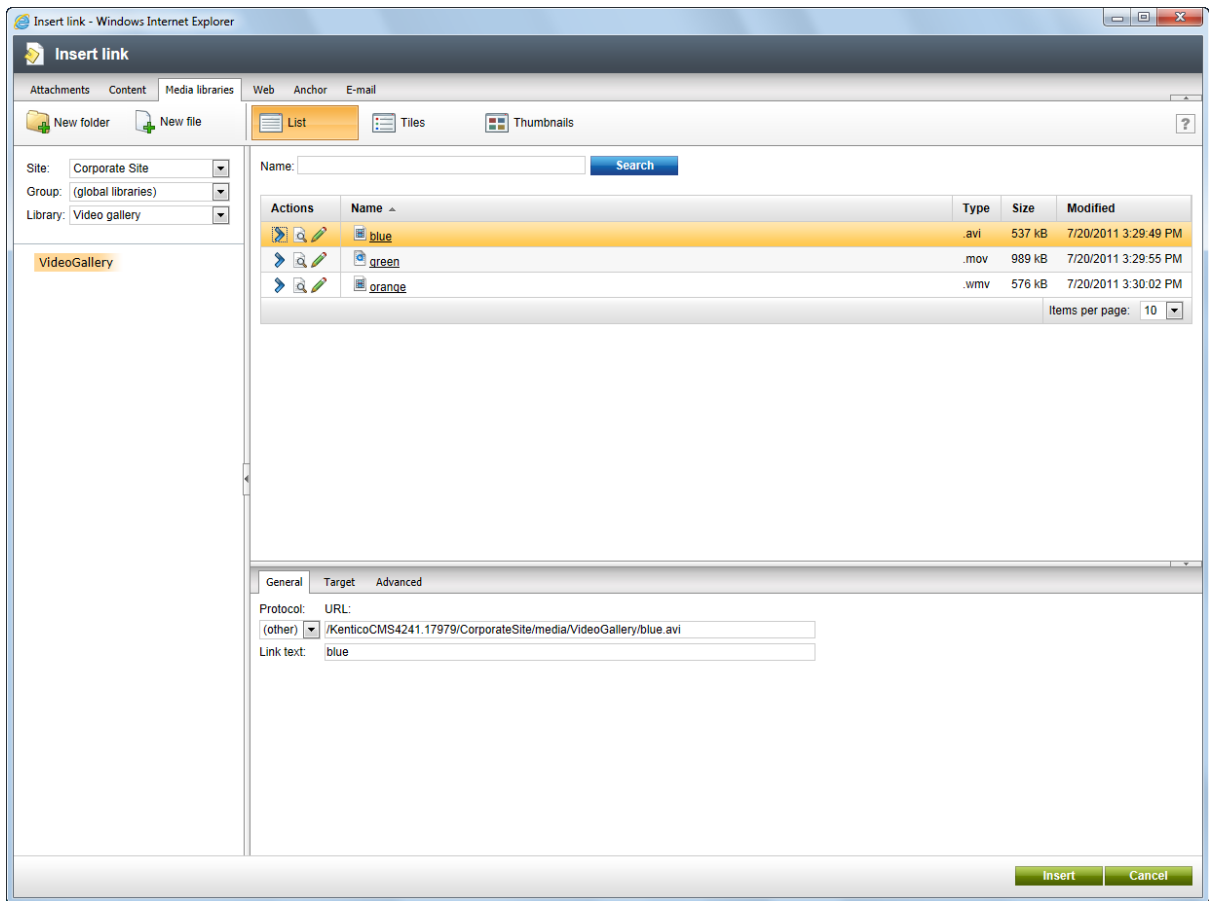 Insert link - Windows Internet Explorer
Insert link
Attachments Content Media libraries Web Anchor E-mail
New folder New file List Tiles Thumbnails ?
Site: Corporate Site
Group: (global libraries)
Library: Video gallery
VideoGallery
Name: Search
Actions Name Type Size Modified
blue .avi 537 kB 7/20/2011 3:29:49 PM
green .mov 989 kB 7/20/2011 3:29:55 PM
orange .wmv 576 kB 7/20/2011 3:30:02 PM
Items per page: 10
General Target Advanced
Protocol: URL:
(other) /KenticoCMS4241.17979/CorporateSite/media/VideoGallery/blue.avi
Link text: blue
Insert Cancel